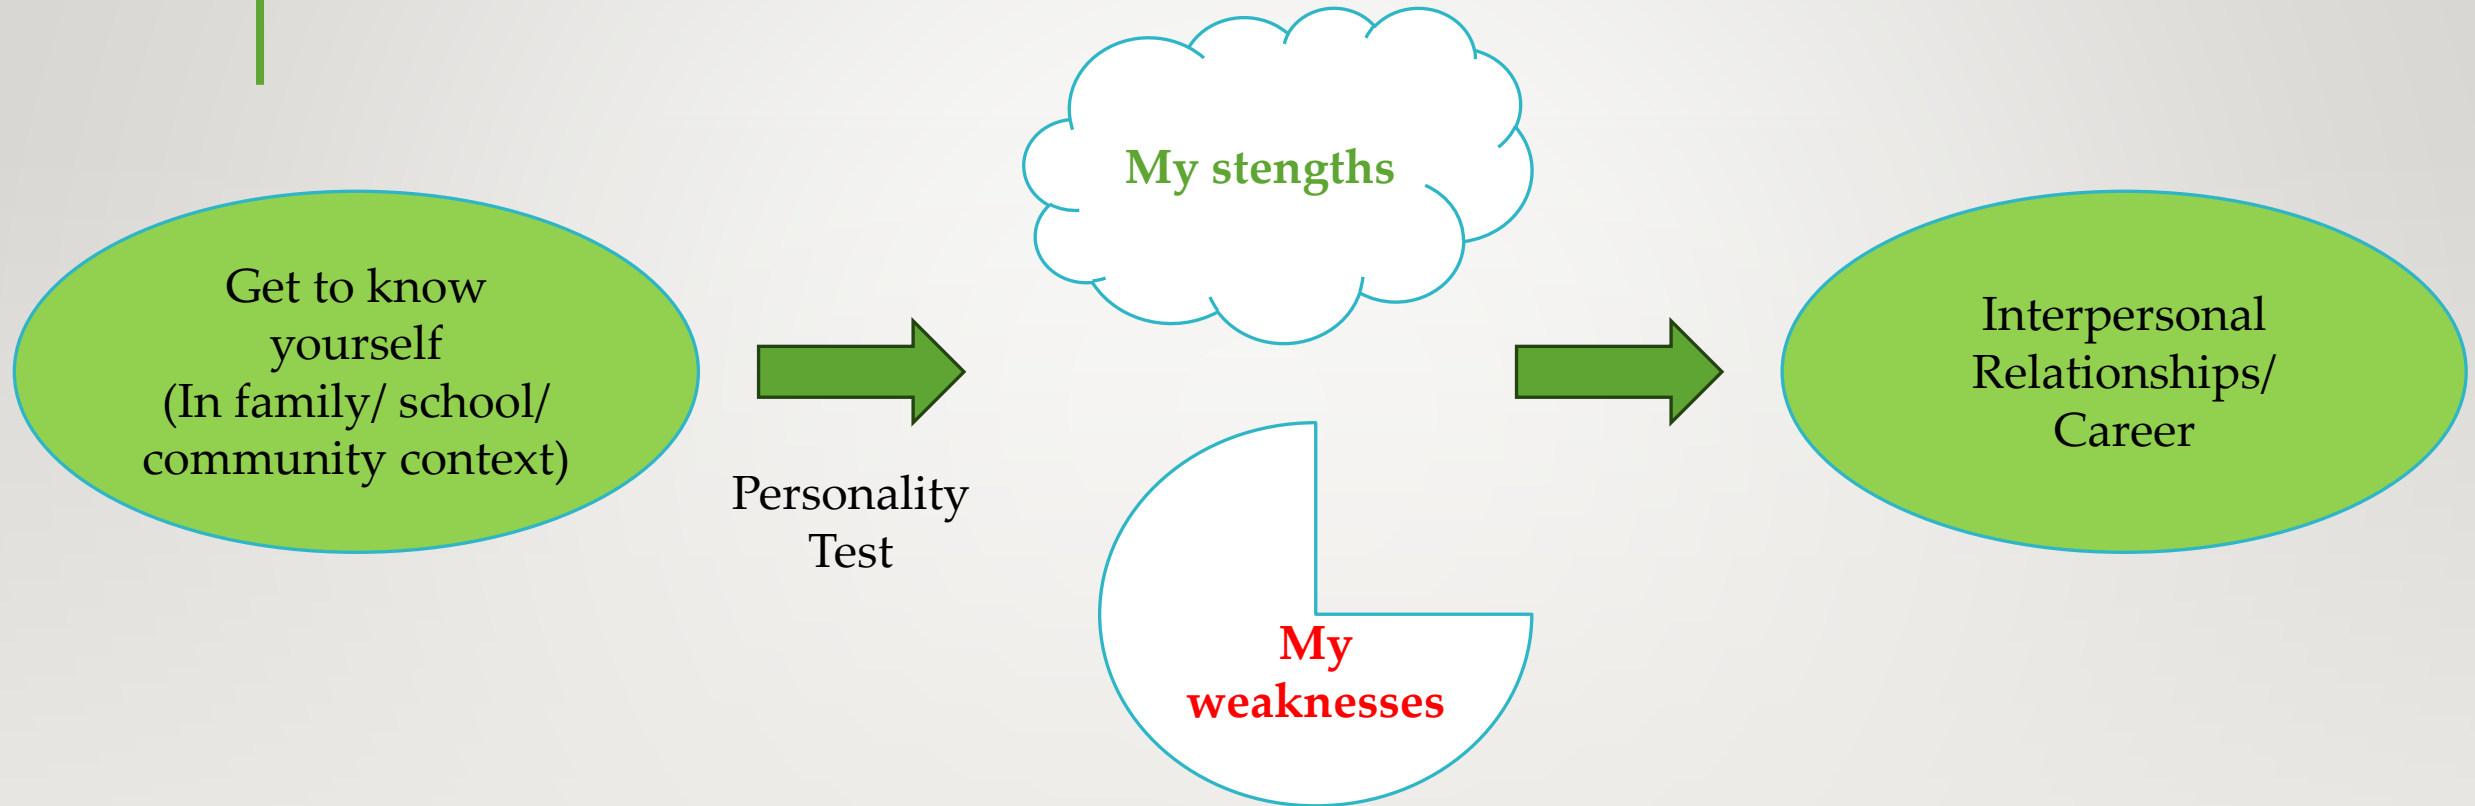 Get to know
yourself
(In family/ school/
community context)
Personality
Test
My stengths
My
weaknesses
Interpersonal
Relationships/
Career